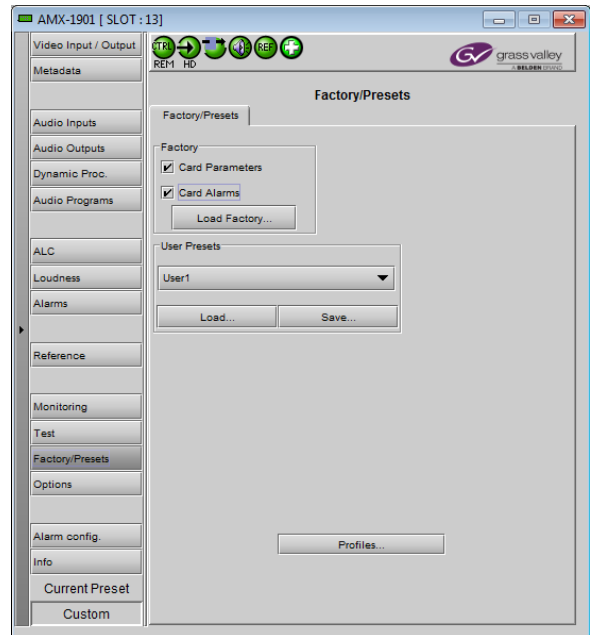 AMX-1901 [ SLOT : 13]
Video Input / Output
Metadata
Audio Inputs
Audio Outputs
Dynamic Proc.
Audio Programs
ALC
Loudness
Alarms
Reference
Monitoring
Test
Factory/Presets
Options
Alarm config.
Info
Current Preset
Custom
CTRL
REF
REM HD
GV grass valley
A BELDEN BRAND
Factory/Presets
Factory/Presets
Factory
Card Parameters
Card Alarms
Load Factory...
User Presets
User1
Load... Save...
Profiles...